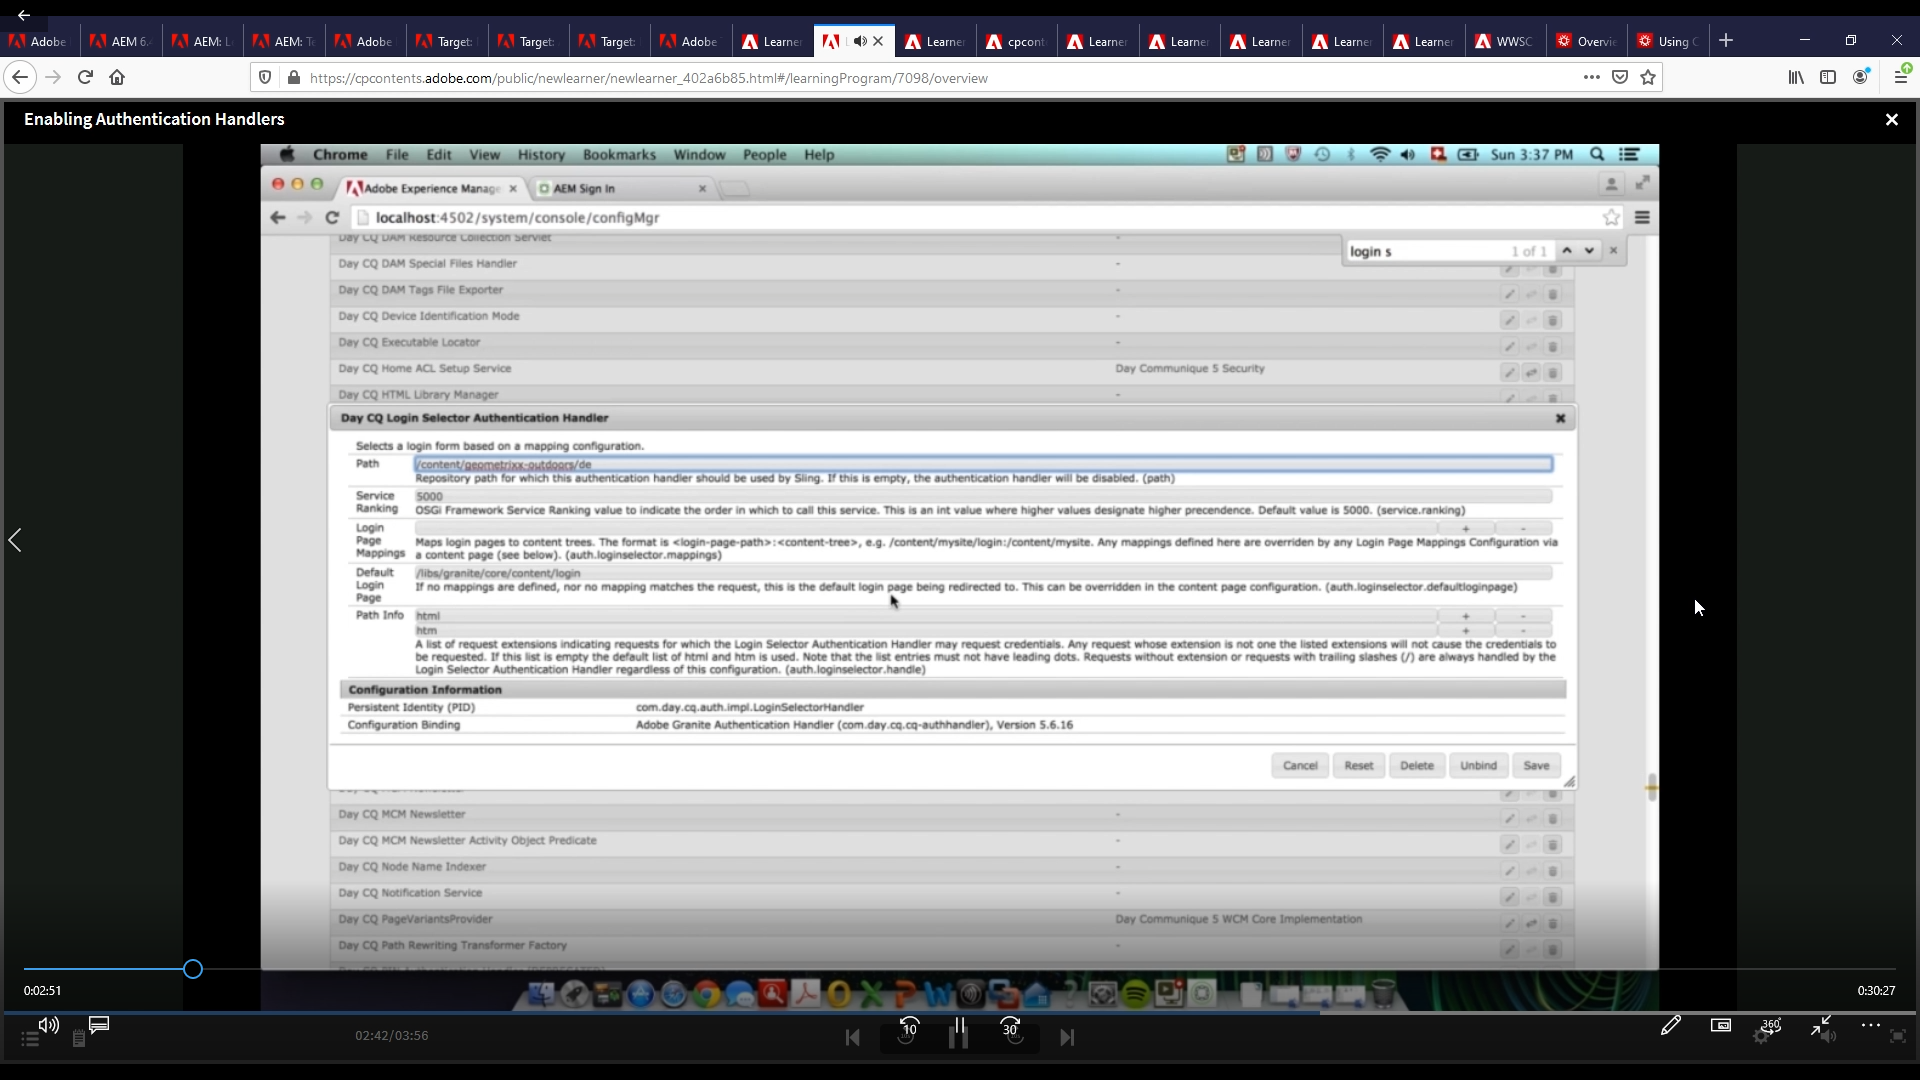 Adobe
AEM 6.
AEM: L
AEM: Te
Adobe
Target:
Target:
Target:
Adobe
Learner
L
Learner
cpcont
Learner
Learner
Learner
Learner
Learner
WWSC
Overvi
Using C
https://cpcontents.adobe.com/public/newlearner/newlearner_402a6b85.html#/learningProgram/7098/overview
Enabling Authentication Handlers
Chrome File Edit View History Bookmarks Window People Help
Sun 3:37 PM
Adobe Experience Manage
AEM Sign In
localhost:4502/system/console/configMgr
login s
1 of 1
Day CQ DAM Resource Collection Servlet -
Day CQ DAM Special Files Handler -
Day CQ DAM Tags File Exporter -
Day CQ Device Identification Mode -
Day CQ Executable Locator -
Day CQ Home ACL Setup Service Day Communique 5 Security
Day CQ HTML Library Manager -
Day CQ Login Selector Authentication Handler
Selects a login form based on a mapping configuration.
Path /content/geometrixx-outdoors/de
Repository path for which this authentication handler should be used by Sling. If this is empty, the authentication handler will be disabled. (path)
Service Ranking 5000
OSGi Framework Service Ranking value to indicate the order in which to call this service. This is an int value where higher values designate higher precedence. Default value is 5000. (service.ranking)
Login Page Mappings + -
Maps login pages to content trees. The format is <login-page-path>:<content-tree>, e.g. /content/mysite/login:/content/mysite. Any mappings defined here are overriden by any Login Page Mappings Configuration via
a content page (see below). (auth.loginselector.mappings)
Default Login Page /libs/granite/core/content/login
If no mappings are defined, nor no mapping matches the request, this is the default login page being redirected to. This can be overridden in the content page configuration. (auth.loginselector.defaultloginpage)
Path Info html + -
htm + -
A list of request extensions indicating requests for which the Login Selector Authentication Handler may request credentials. Any request whose extension is not one the listed extensions will not cause the credentials to
be requested. If this list is empty the default list of html and htm is used. Note that the list entries must not have leading dots. Requests without extension or requests with trailing slashes (/) are always handled by the
Login Selector Authentication Handler regardless of this configuration. (auth.loginselector.handle)
Configuration Information
Persistent Identity (PID) com.day.cq.auth.impl.LoginSelectorHandler
Configuration Binding Adobe Granite Authentication Handler (com.day.cq.cq-authhandler), Version 5.6.16
Cancel Reset Delete Unbind Save
Day CQ MCM Newsletter -
Day CQ MCM Newsletter Activity Object Predicate -
Day CQ Node Name Indexer -
Day CQ Notification Service -
Day CQ PageVariantsProvider Day Communique 5 WCM Core Implementation
Day CQ Path Rewriting Transformer Factory -
0:02:51
0:30:27
02:42/03:56
10
30
360